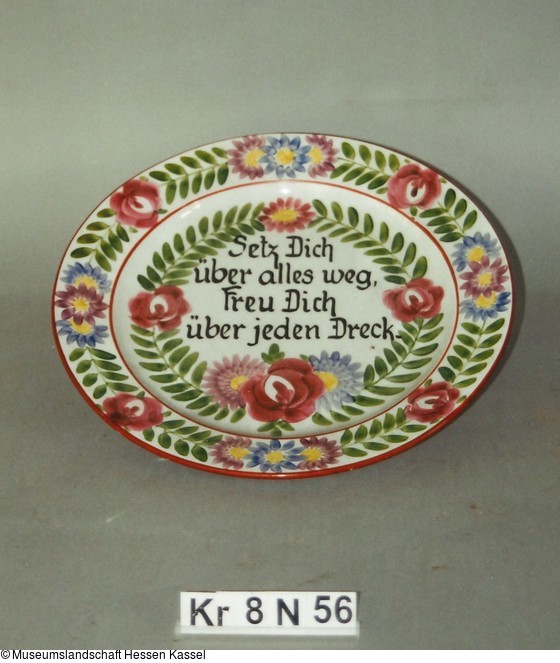 Setz Dich
über alles weg,
Freu Dich
über jeden Dreck.
Kr 8 N 56
© Museumslandschaft Hessen Kassel